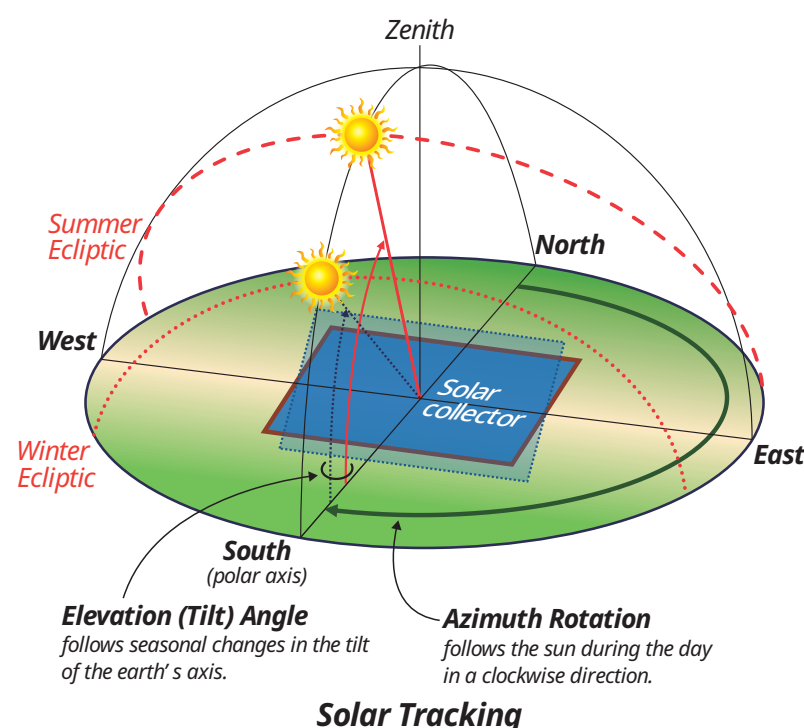 Zenith
Summer
Ecliptic
North
West
Solar
collector
Winter
Ecliptic
East
South
(polar axis)
Elevation (Tilt) Angle
follows seasonal changes in the tilt
of the earth' s axis.
Azimuth Rotation
follows the sun during the day
in a clockwise direction.
Solar Tracking